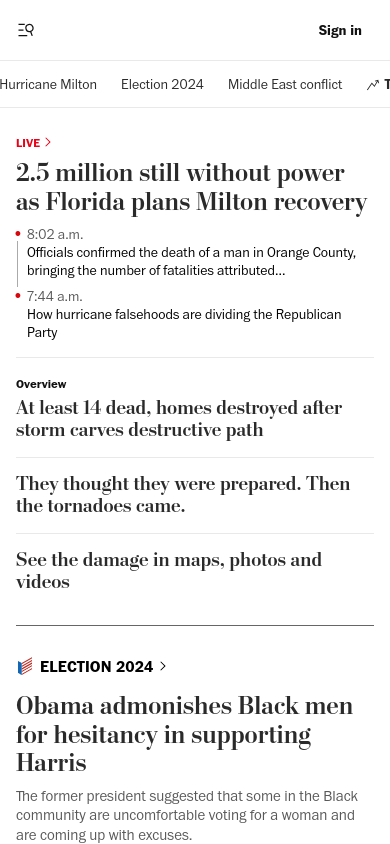 Sign in
Hurricane Milton Election 2024 Middle East conflict T
LIVE
2.5 million still without power
as Florida plans Milton recovery
8:02 a.m.
Officials confirmed the death of a man in Orange County,
bringing the number of fatalities attributed...
7:44 a.m.
How hurricane falsehoods are dividing the Republican
Party
Overview
At least 14 dead, homes destroyed after
storm carves destructive path
They thought they were prepared. Then
the tornadoes came.
See the damage in maps, photos and
videos
ELECTION 2024
Obama admonishes Black men
for hesitancy in supporting
Harris
The former president suggested that some in the Black
community are uncomfortable voting for a woman and
are coming up with excuses.